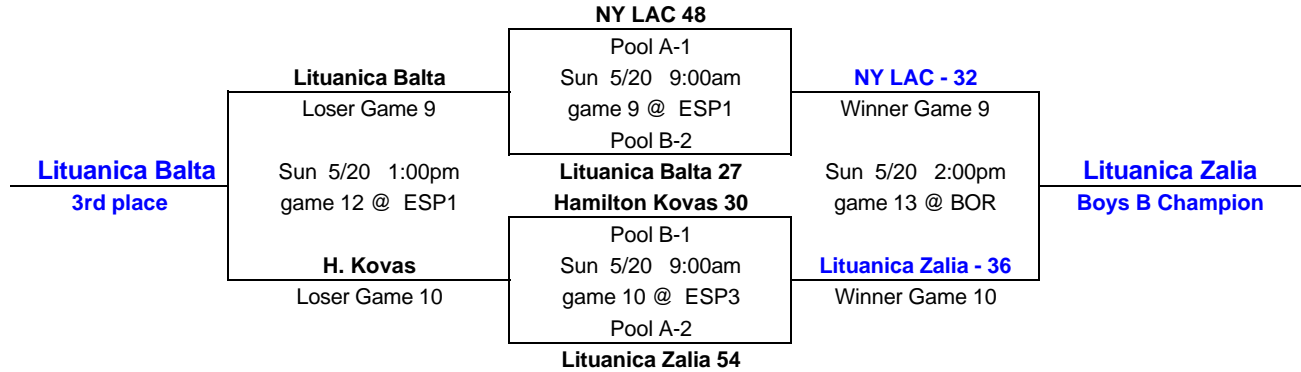 NY LAC 48
Pool A-1
Lituanica Balta
Sun 5/20 9:00am
NY LAC - 32
Loser Game 9
game 9 @ ESP1
Winner Game 9
Pool B-2
Lituanica Balta
Sun 5/20 1:00pm
Lituanica Balta 27
Sun 5/20 2:00pm
Lituanica Zalia
3rd place
game 12 @ ESP1
Hamilton Kovas 30
game 13 @ BOR
Boys B Champion
Pool B-1
H. Kovas
Sun 5/20 9:00am
Lituanica Zalia - 36
Loser Game 10
game 10 @ ESP3
Winner Game 10
Pool A-2
Lituanica Zalia 54